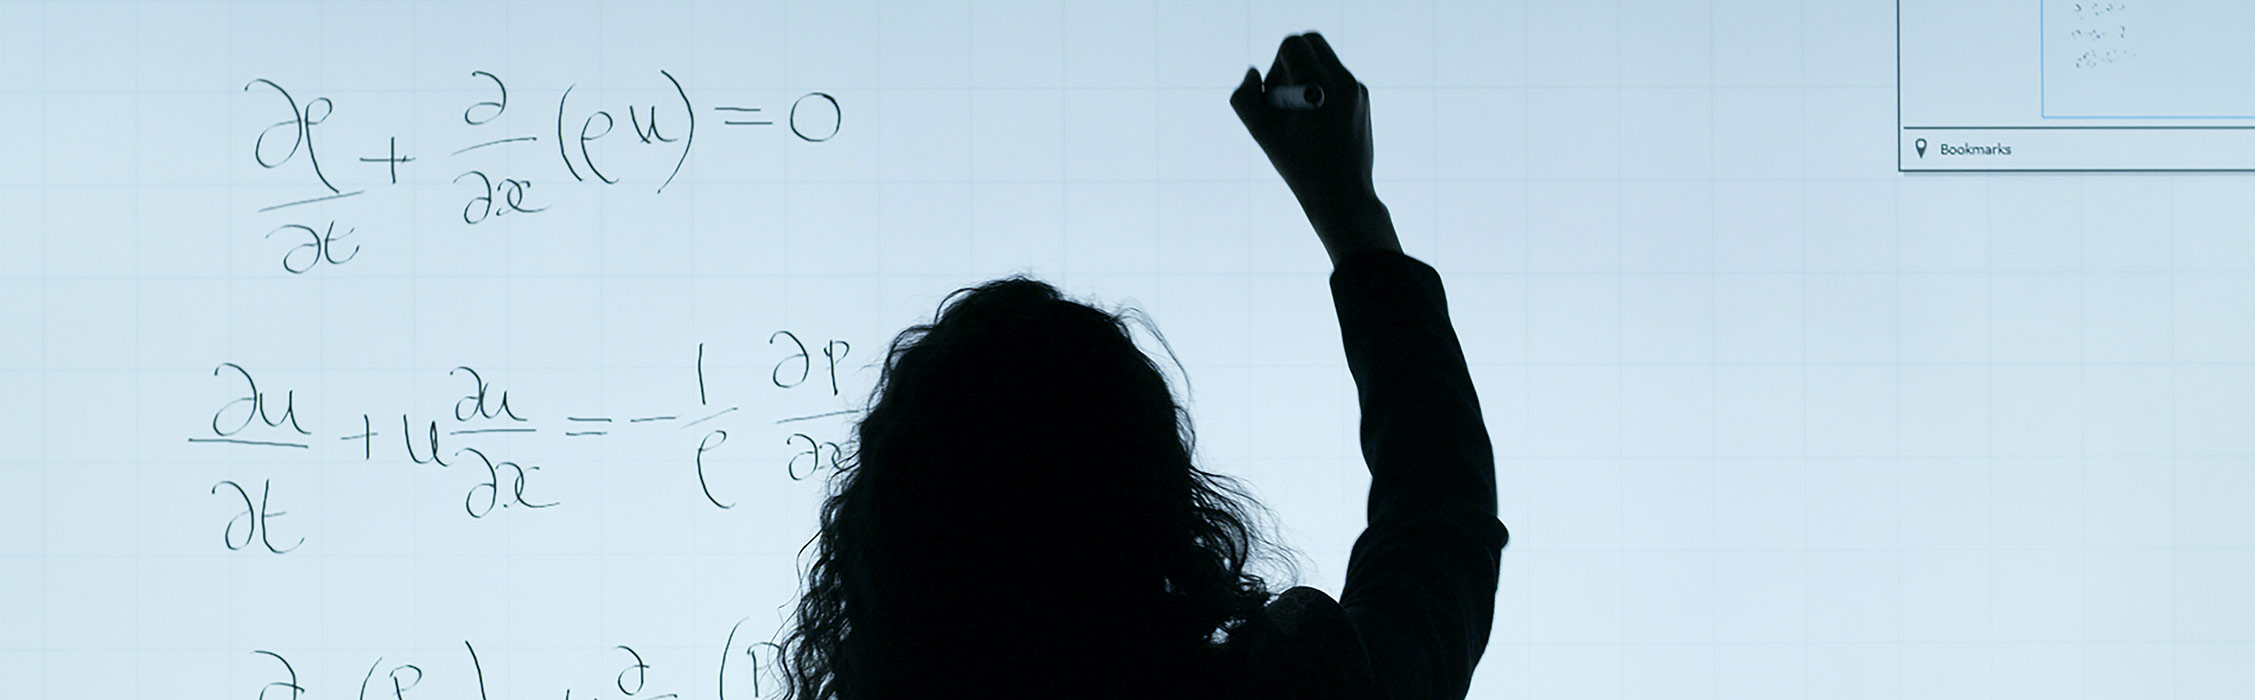 ∂ρ/∂t + ∂/∂x (ρu) = 0
∂u/∂t + u ∂u/∂x = − 1/ρ ∂p/∂x
Bookmarks